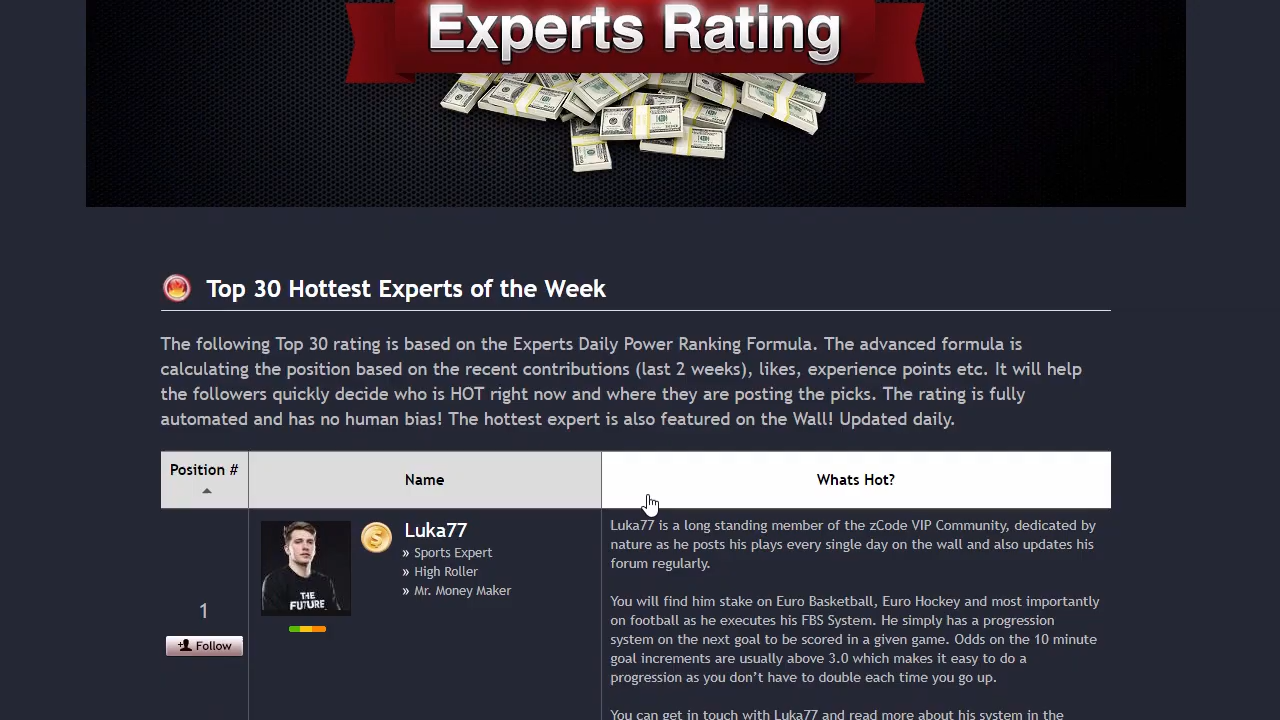 Experts Rating
Top 30 Hottest Experts of the Week
The following Top 30 rating is based on the Experts Daily Power Ranking Formula. The advanced formula is
calculating the position based on the recent contributions (last 2 weeks), likes, experience points etc. It will help
the followers quickly decide who is HOT right now and where they are posting the picks. The rating is fully
automated and has no human bias! The hottest expert is also featured on the Wall! Updated daily.
Position #
Name
Whats Hot?
1
Follow
THE
FUTURE
Luka77
» Sports Expert
» High Roller
» Mr. Money Maker
Luka77 is a long standing member of the zCode VIP Community, dedicated by
nature as he posts his plays every single day on the wall and also updates his
forum regularly.
You will find him stake on Euro Basketball, Euro Hockey and most importantly
on football as he executes his FBS System. He simply has a progression
system on the next goal to be scored in a given game. Odds on the 10 minute
goal increments are usually above 3.0 which makes it easy to do a
progression as you don’t have to double each time you go up.
You can get in touch with Luka77 and read more about his system in the